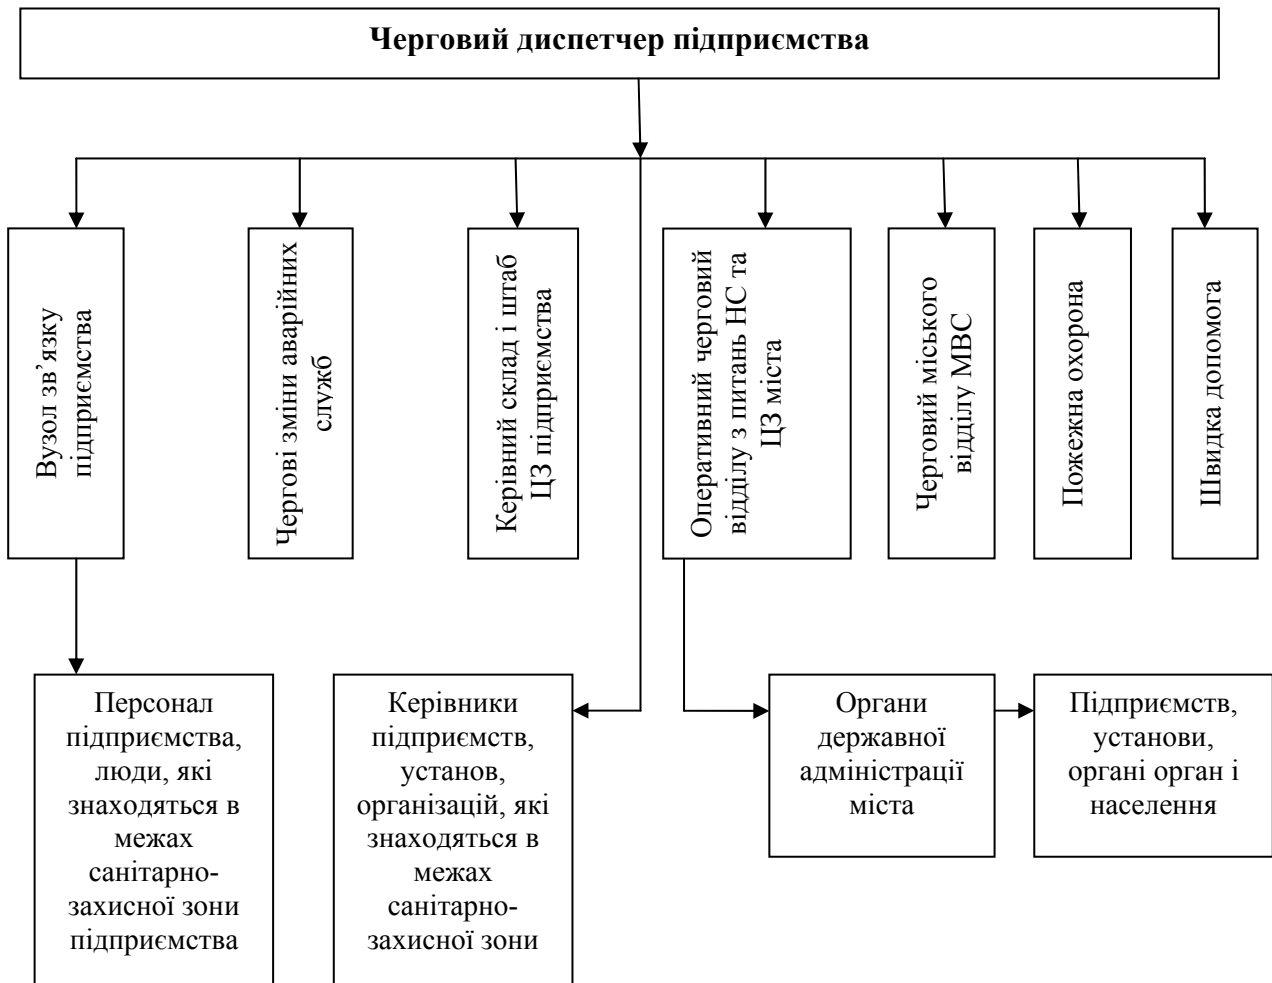 Черговий диспетчер підприємства
Вузол зв’язку
підприємства
Чергові зміни аварійних
служб
Керівний склад і штаб
ЦЗ підприємства
Оперативний черговий
відділу з питань НС та
ЦЗ міста
Черговий міського
відділу МВС
Пожежна охорона
Швидка допомога
Персонал
підприємства,
люди, які
знаходяться в
межах
санітарно-
захисної зони
підприємства
Керівники
підприємств,
установ,
організацій, які
знаходяться в
межах
санітарно-
захисної зони
Органи
державної
адміністрації
міста
Підприємств,
установи,
органі орган і
населення